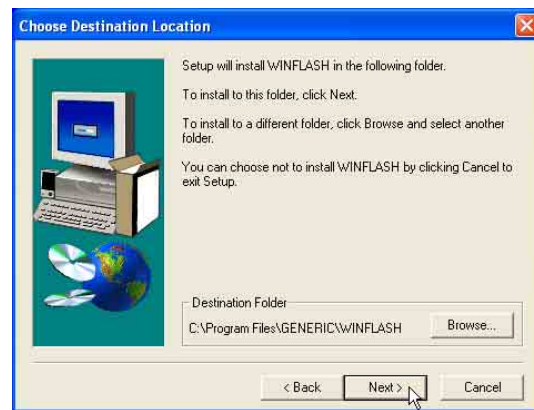 Choose Destination Location
Setup will install WINFLASH in the following folder.
To install to this folder, click Next.
To install to a different folder, click Browse and select another
folder.
You can choose not to install WINFLASH by clicking Cancel to
exit Setup.
Destination Folder
C:\Program Files\GENERIC\WINFLASH
Browse...
< Back
Next >
Cancel